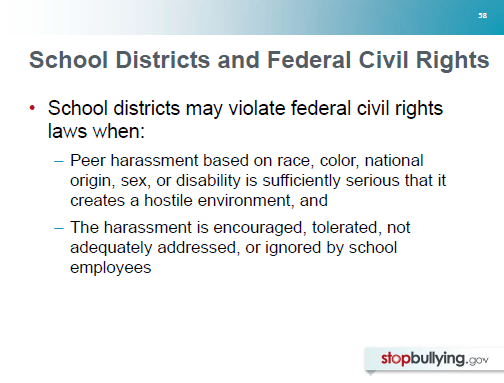 58
School Districts and Federal Civil Rights
• School districts may violate federal civil rights
laws when:
– Peer harassment based on race, color, national
origin, sex, or disability is sufficiently serious that it
creates a hostile environment, and
– The harassment is encouraged, tolerated, not
adequately addressed, or ignored by school
employees
stopbullying.gov